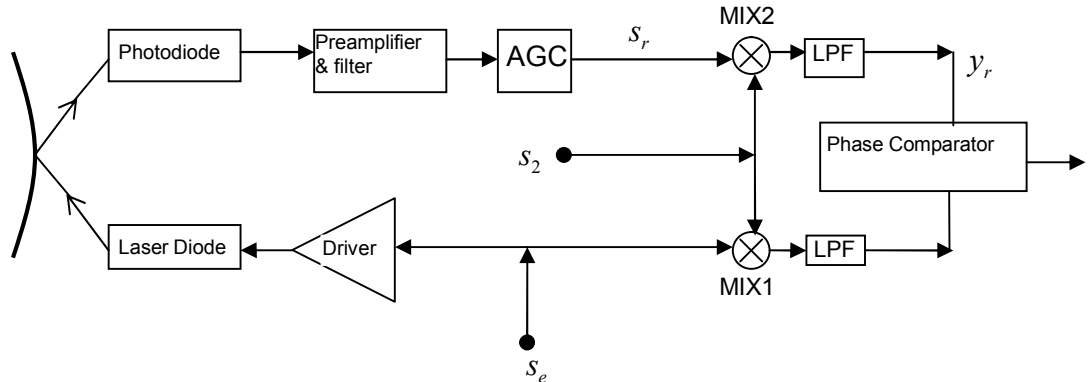 MIX2
Photodiode
Preamplifier
& filter
AGC
s_r
LPF
y_r
s_2
Phase Comparator
Laser Diode
Driver
LPF
MIX1
s_e